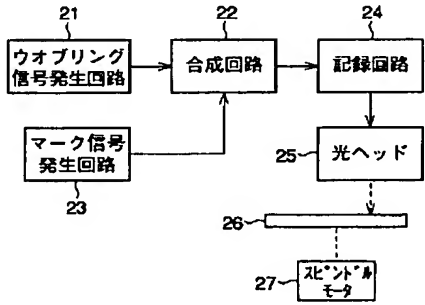 21
22
24
ウオブリング
信号発生回路
合成回路
記録回路
マーク信号
発生回路
23
25
光ヘッド
26
27
スピンドル
モータ